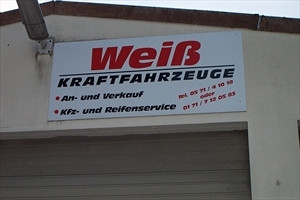 Weiß
KRAFTFAHRZEUGE
• An- und Verkauf
• Kfz- und Reifenservice
Tel. 05 71 / 4 10 18
oder
01 71 / 7 13 05 83